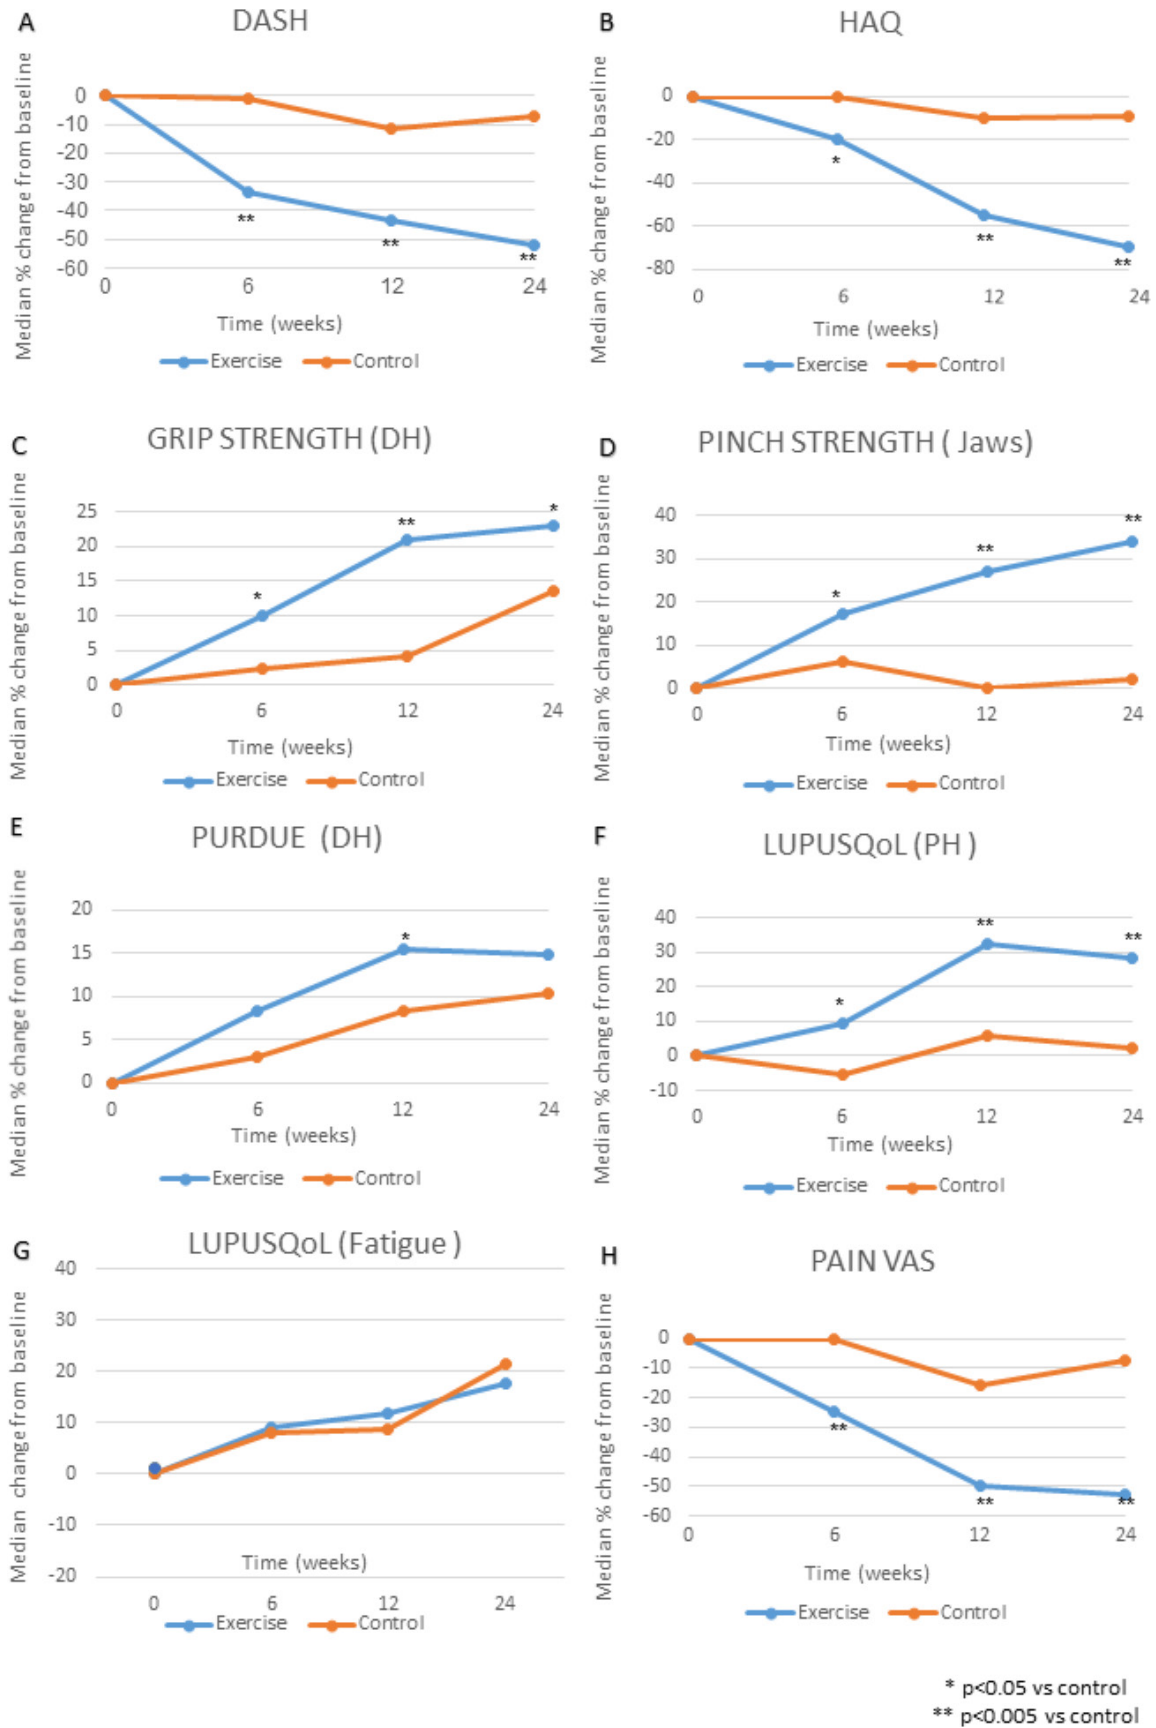 A
DASH
Median % change from baseline
0
-10
-20
-30
-40
-50
-60
**
**
**
0 6 12 24
Time (weeks)
Exercise Control
B
HAQ
Median % change from baseline
0
-20
-40
-60
-80
*
**
**
0 6 12 24
Time (weeks)
Exercise Control
C
GRIP STRENGTH (DH)
Median % change from baseline
25
20
15
10
5
0
*
**
*
0 6 12 24
Time (weeks)
Exercise Control
D
PINCH STRENGTH ( Jaws)
Median % change from baseline
40
30
20
10
0
*
**
**
0 6 12 24
Time (weeks)
Exercise Control
E
PURDUE (DH)
Median % change from baseline
20
15
10
5
0
*
0 6 12 24
Time (weeks)
Exercise Control
F
LUPUSQoL (PH )
Median % change from baseline
40
30
20
10
0
-10
*
**
**
0 6 12 24
Time (weeks)
Exercise Control
G
LUPUSQoL (Fatigue )
Median change from baseline
40
30
20
10
0
-10
-20
Time (weeks)
0 6 12 24
Exercise Control
H
PAIN VAS
Median % change from baseline
0
-10
-20
-30
-40
-50
-60
**
**
**
0 6 12 24
Time (weeks)
Exercise Control
* p<0.05 vs control
** p<0.005 vs control